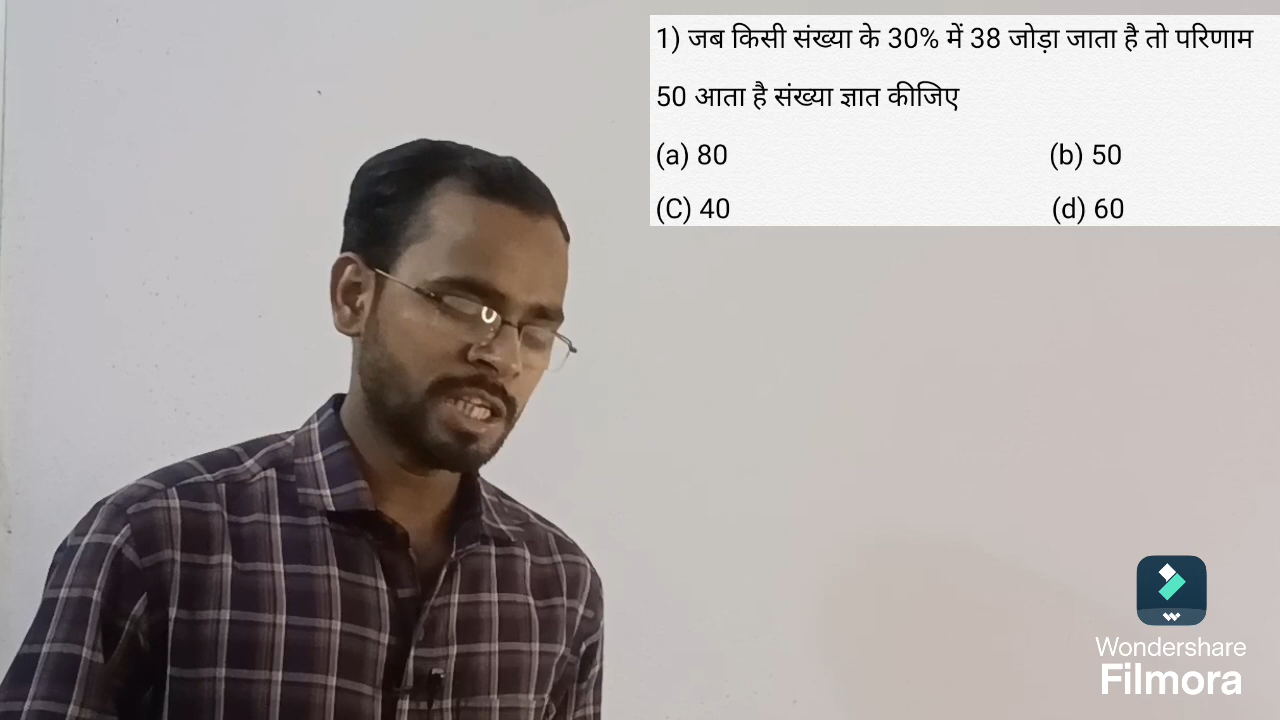 1) जब किसी संख्या के 30% में 38 जोड़ा जाता है तो परिणाम
50 आता है संख्या ज्ञात कीजिए
(a) 80 (b) 50
(C) 40 (d) 60
Wondershare
Filmora